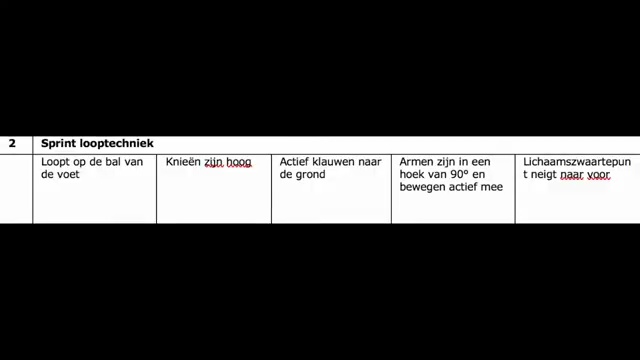 2 Sprint looptechniek
Loopt op de bal van
de voet
Knieën zijn hoog
Actief klauwen naar
de grond
Armen zijn in een
hoek van 90° en
bewegen actief mee
Lichaamszwaartepun
t neigt naar voor